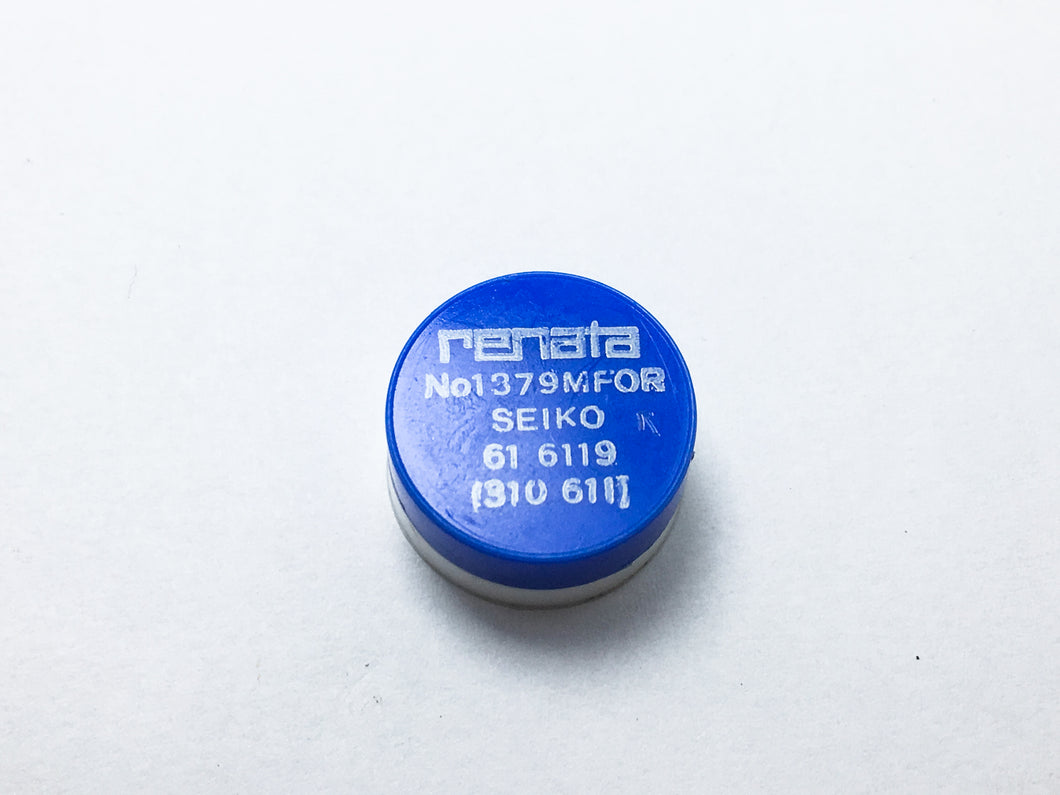 renata
No1379MFOR
SEIKO
61 6119
[310 611]